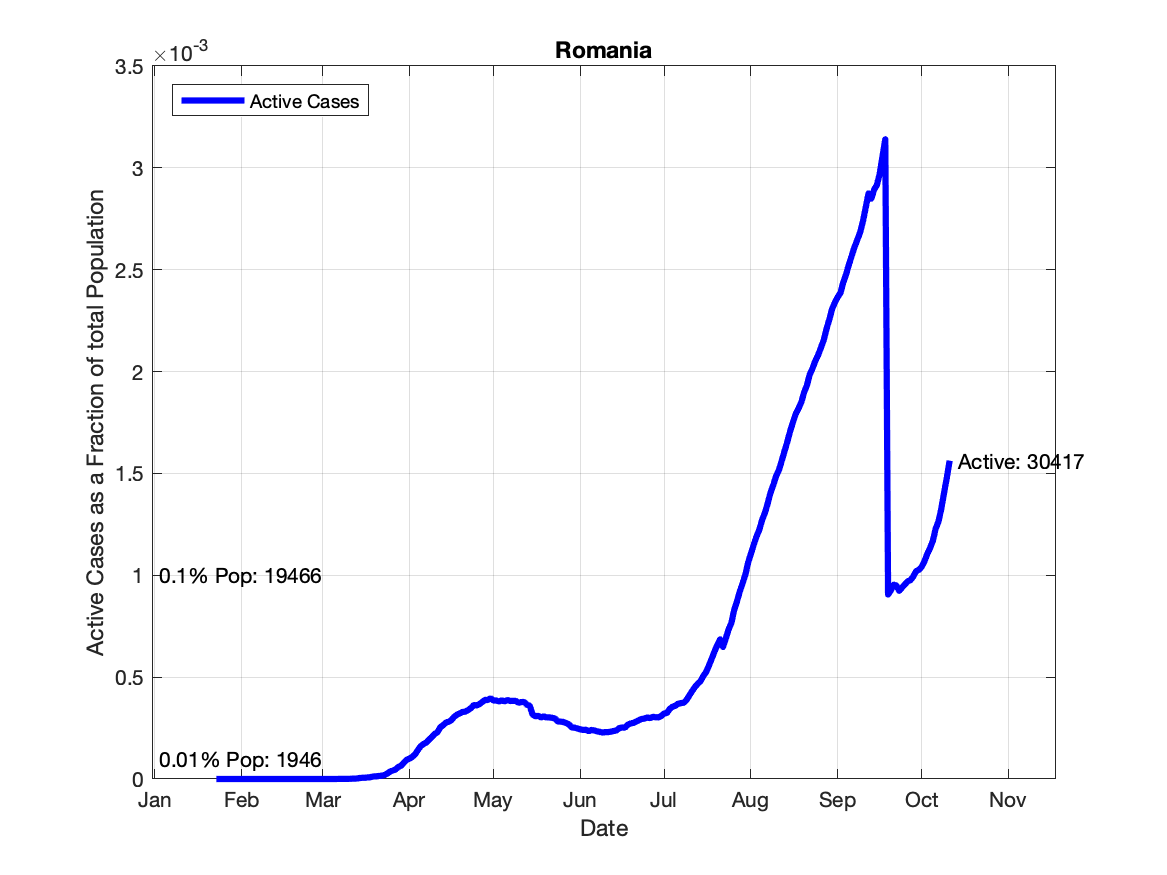 Romania
×10-3
3.5
3
2.5
2
1.5
1
0.5
0
Active Cases as a Fraction of total Population
Active Cases
Active: 30417
0.1% Pop: 19466
0.01% Pop: 1946
Jan Feb Mar Apr May Jun Jul Aug Sep Oct Nov
Date